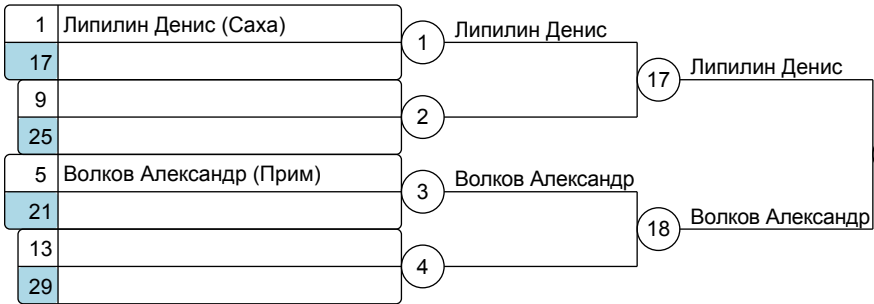 1 Липилин Денис (Саха)
17
1
Липилин Денис
9
25
2
17
Липилин Денис
5 Волков Александр (Прим)
21
3
Волков Александр
13
29
4
18
Волков Александр